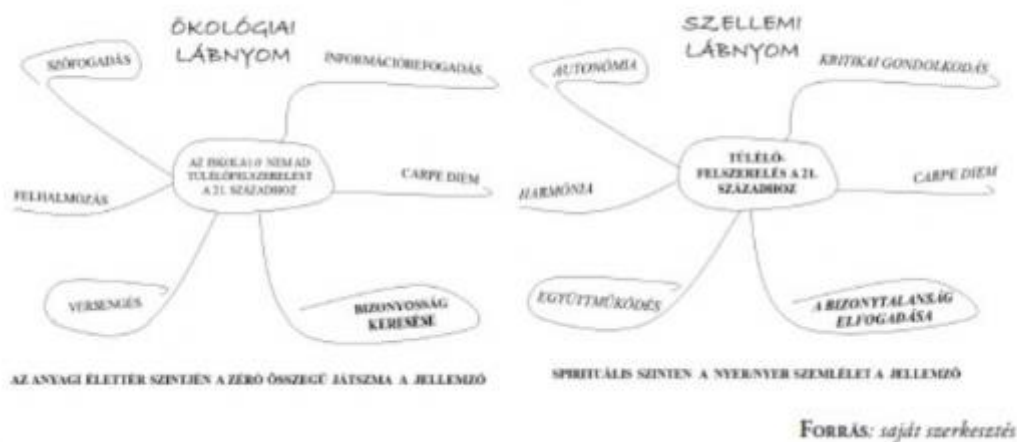 ÖKOLÓGIAI
LÁBNYOM
SZÓFOGADÁS
INFORMÁCIÓBEFOGADÁS
AZ ISKOLA1.0 NEM AD
TÚLÉLŐFELSZERELÉST
A 21. SZÁZADHOZ
CARPE DIEM
FELHALMOZÁS
VERSENGÉS
BIZONYOSSÁG
KERESÉSE
AZ ANYAGI ÉLETTÉR SZINTJÉN A ZÉRÓ ÖSSZEGŰ JÁTSZMA A JELLEMZŐ
SZELLEMI
LÁBNYOM
AUTONÓMIA
KRITIKAI GONDOLKODÁS
TÚLÉLŐ-
FELSZERELÉS A 21.
SZÁZADHOZ
CARPE DIEM
HARMÓNIA
EGYÜTTMŰKÖDÉS
A BIZONYTALANSÁG
ELFOGADÁSA
SPIRITUÁLIS SZINTEN A NYER/NYER SZEMLÉLET A JELLEMZŐ
FORRÁS: saját szerkesztés